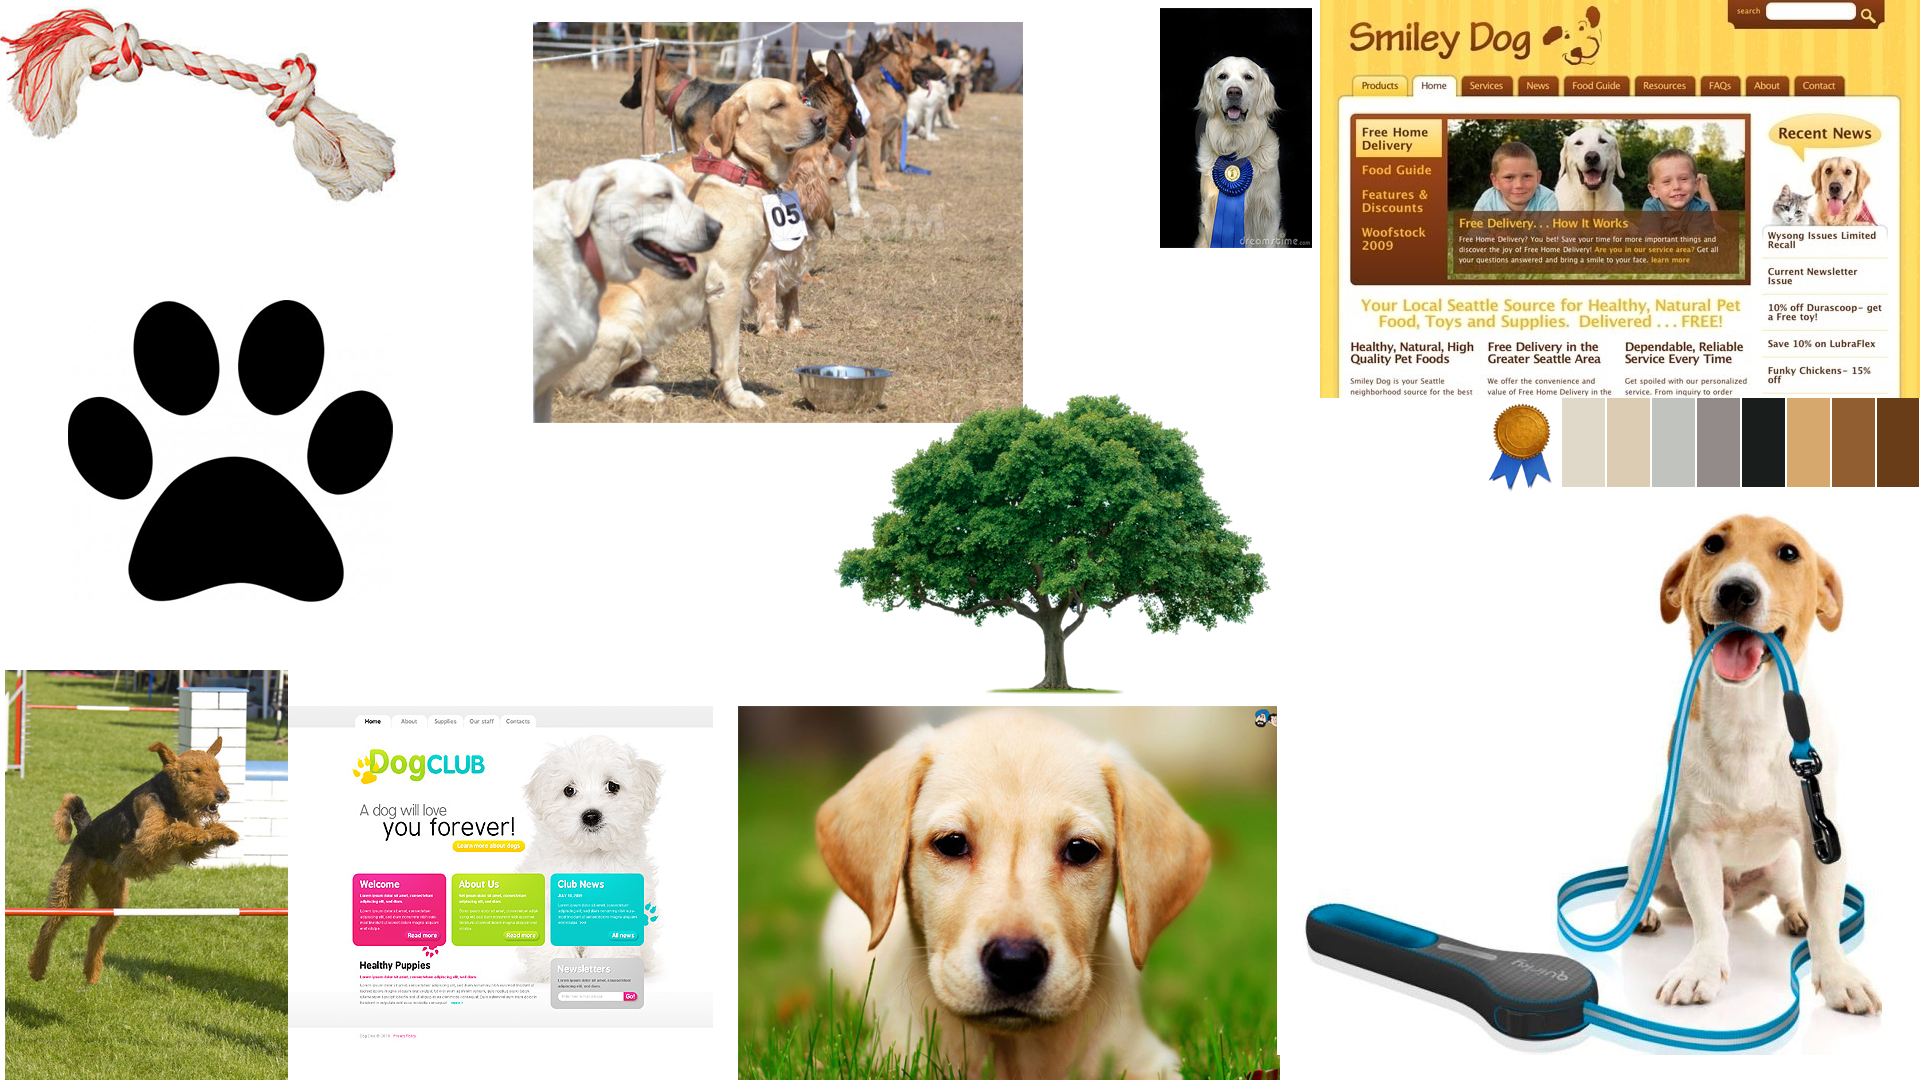 05
dreamstime.com
Smiley Dog
search
Products
Home
Services
News
Food Guide
Resources
FAQs
About
Contact
Free Home
Delivery
Food Guide
Features &
Discounts
Woofstock
2009
Free Delivery. . . How It Works
Free Home Delivery? You bet! Save your time for more important things and
discover the joy of Free Home Delivery! Are you in our service area? Get all
your questions answered and bring a smile to your face. learn more
Recent News
Wysong Issues Limited
Recall
Current Newsletter
Issue
10% off Durascoop- get
a Free toy!
Save 10% on LubraFlex
Funky Chickens- 15%
off
Your Local Seattle Source for Healthy, Natural Pet
Food, Toys and Supplies. Delivered . . . FREE!
Healthy, Natural, High
Quality Pet Foods
Smiley Dog is your Seattle
neighborhood source for the best
Free Delivery in the
Greater Seattle Area
We offer the convenience and
value of Free Home Delivery in the
Dependable, Reliable
Service Every Time
Get spoiled with our personalized
service. From inquiry to order
Home
About
Supplies
Our staff
Contacts
DogCLUB
A dog will love
you forever!
Learn more about dogs
Welcome
Read more
About Us
Read more
Club News
All news
Healthy Puppies
Newsletters
Go!
Privacy Policy
quirky